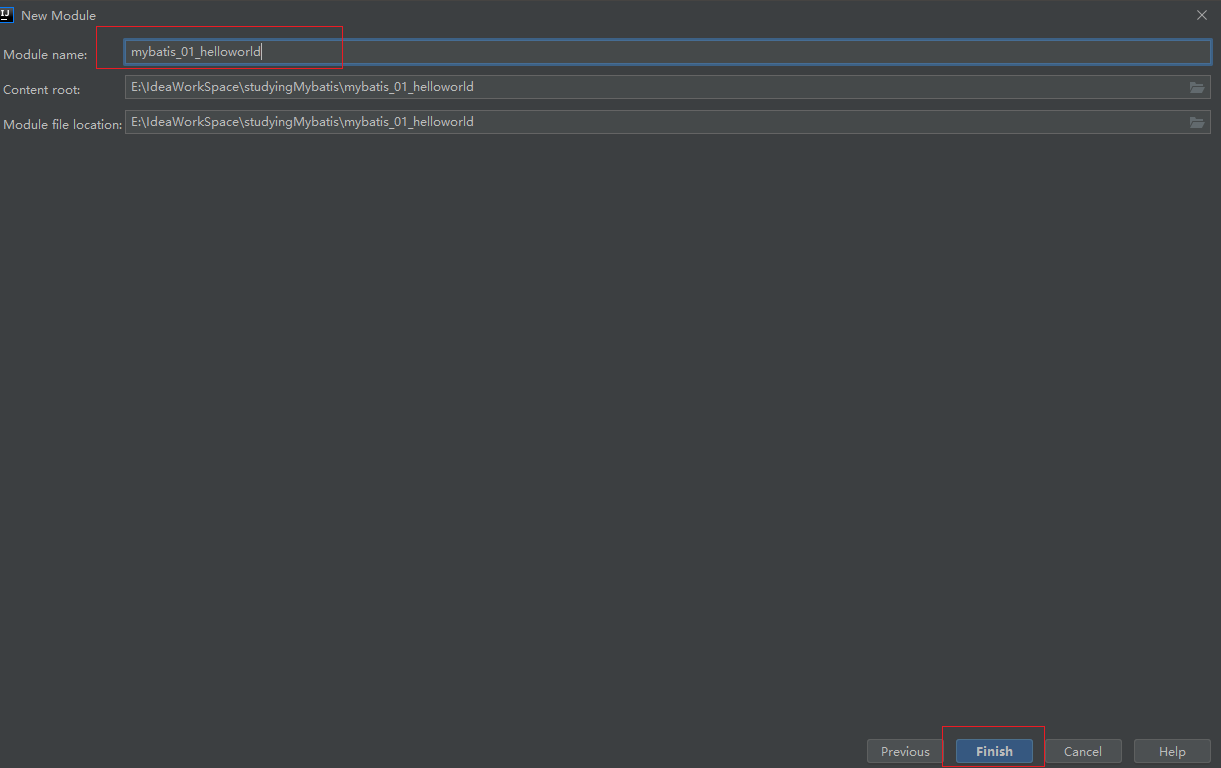 New Module
Module name: mybatis_01_helloworld
Content root: E:\IdeaWorkSpace\studyingMybatis\mybatis_01_helloworld
Module file location: E:\IdeaWorkSpace\studyingMybatis\mybatis_01_helloworld
Previous Finish Cancel Help